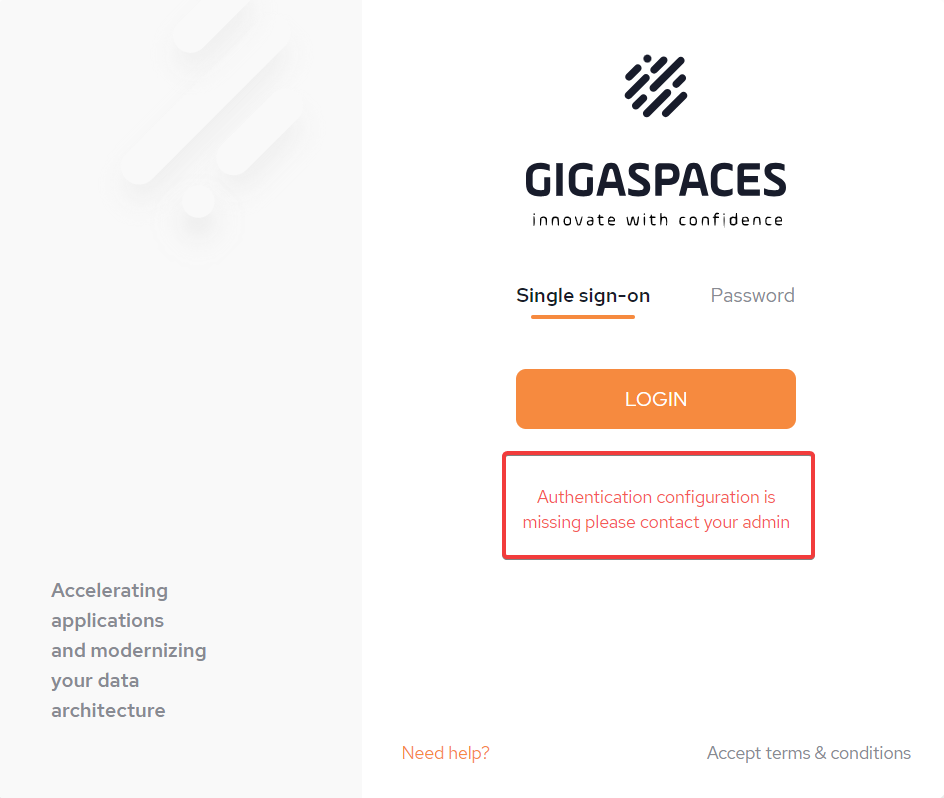 GIGASPACES
innovate with confidence
Single sign-on Password
LOGIN
Authentication configuration is
missing please contact your admin
Accelerating
applications
and modernizing
your data
architecture
Need help? Accept terms & conditions